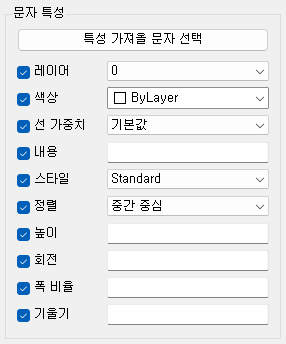 문자 특성
특성 가져올 문자 선택
레이어 0
색상 ByLayer
선 가중치 기본값
내용
스타일 Standard
정렬 중간 중심
높이
회전
폭 비율
기울기